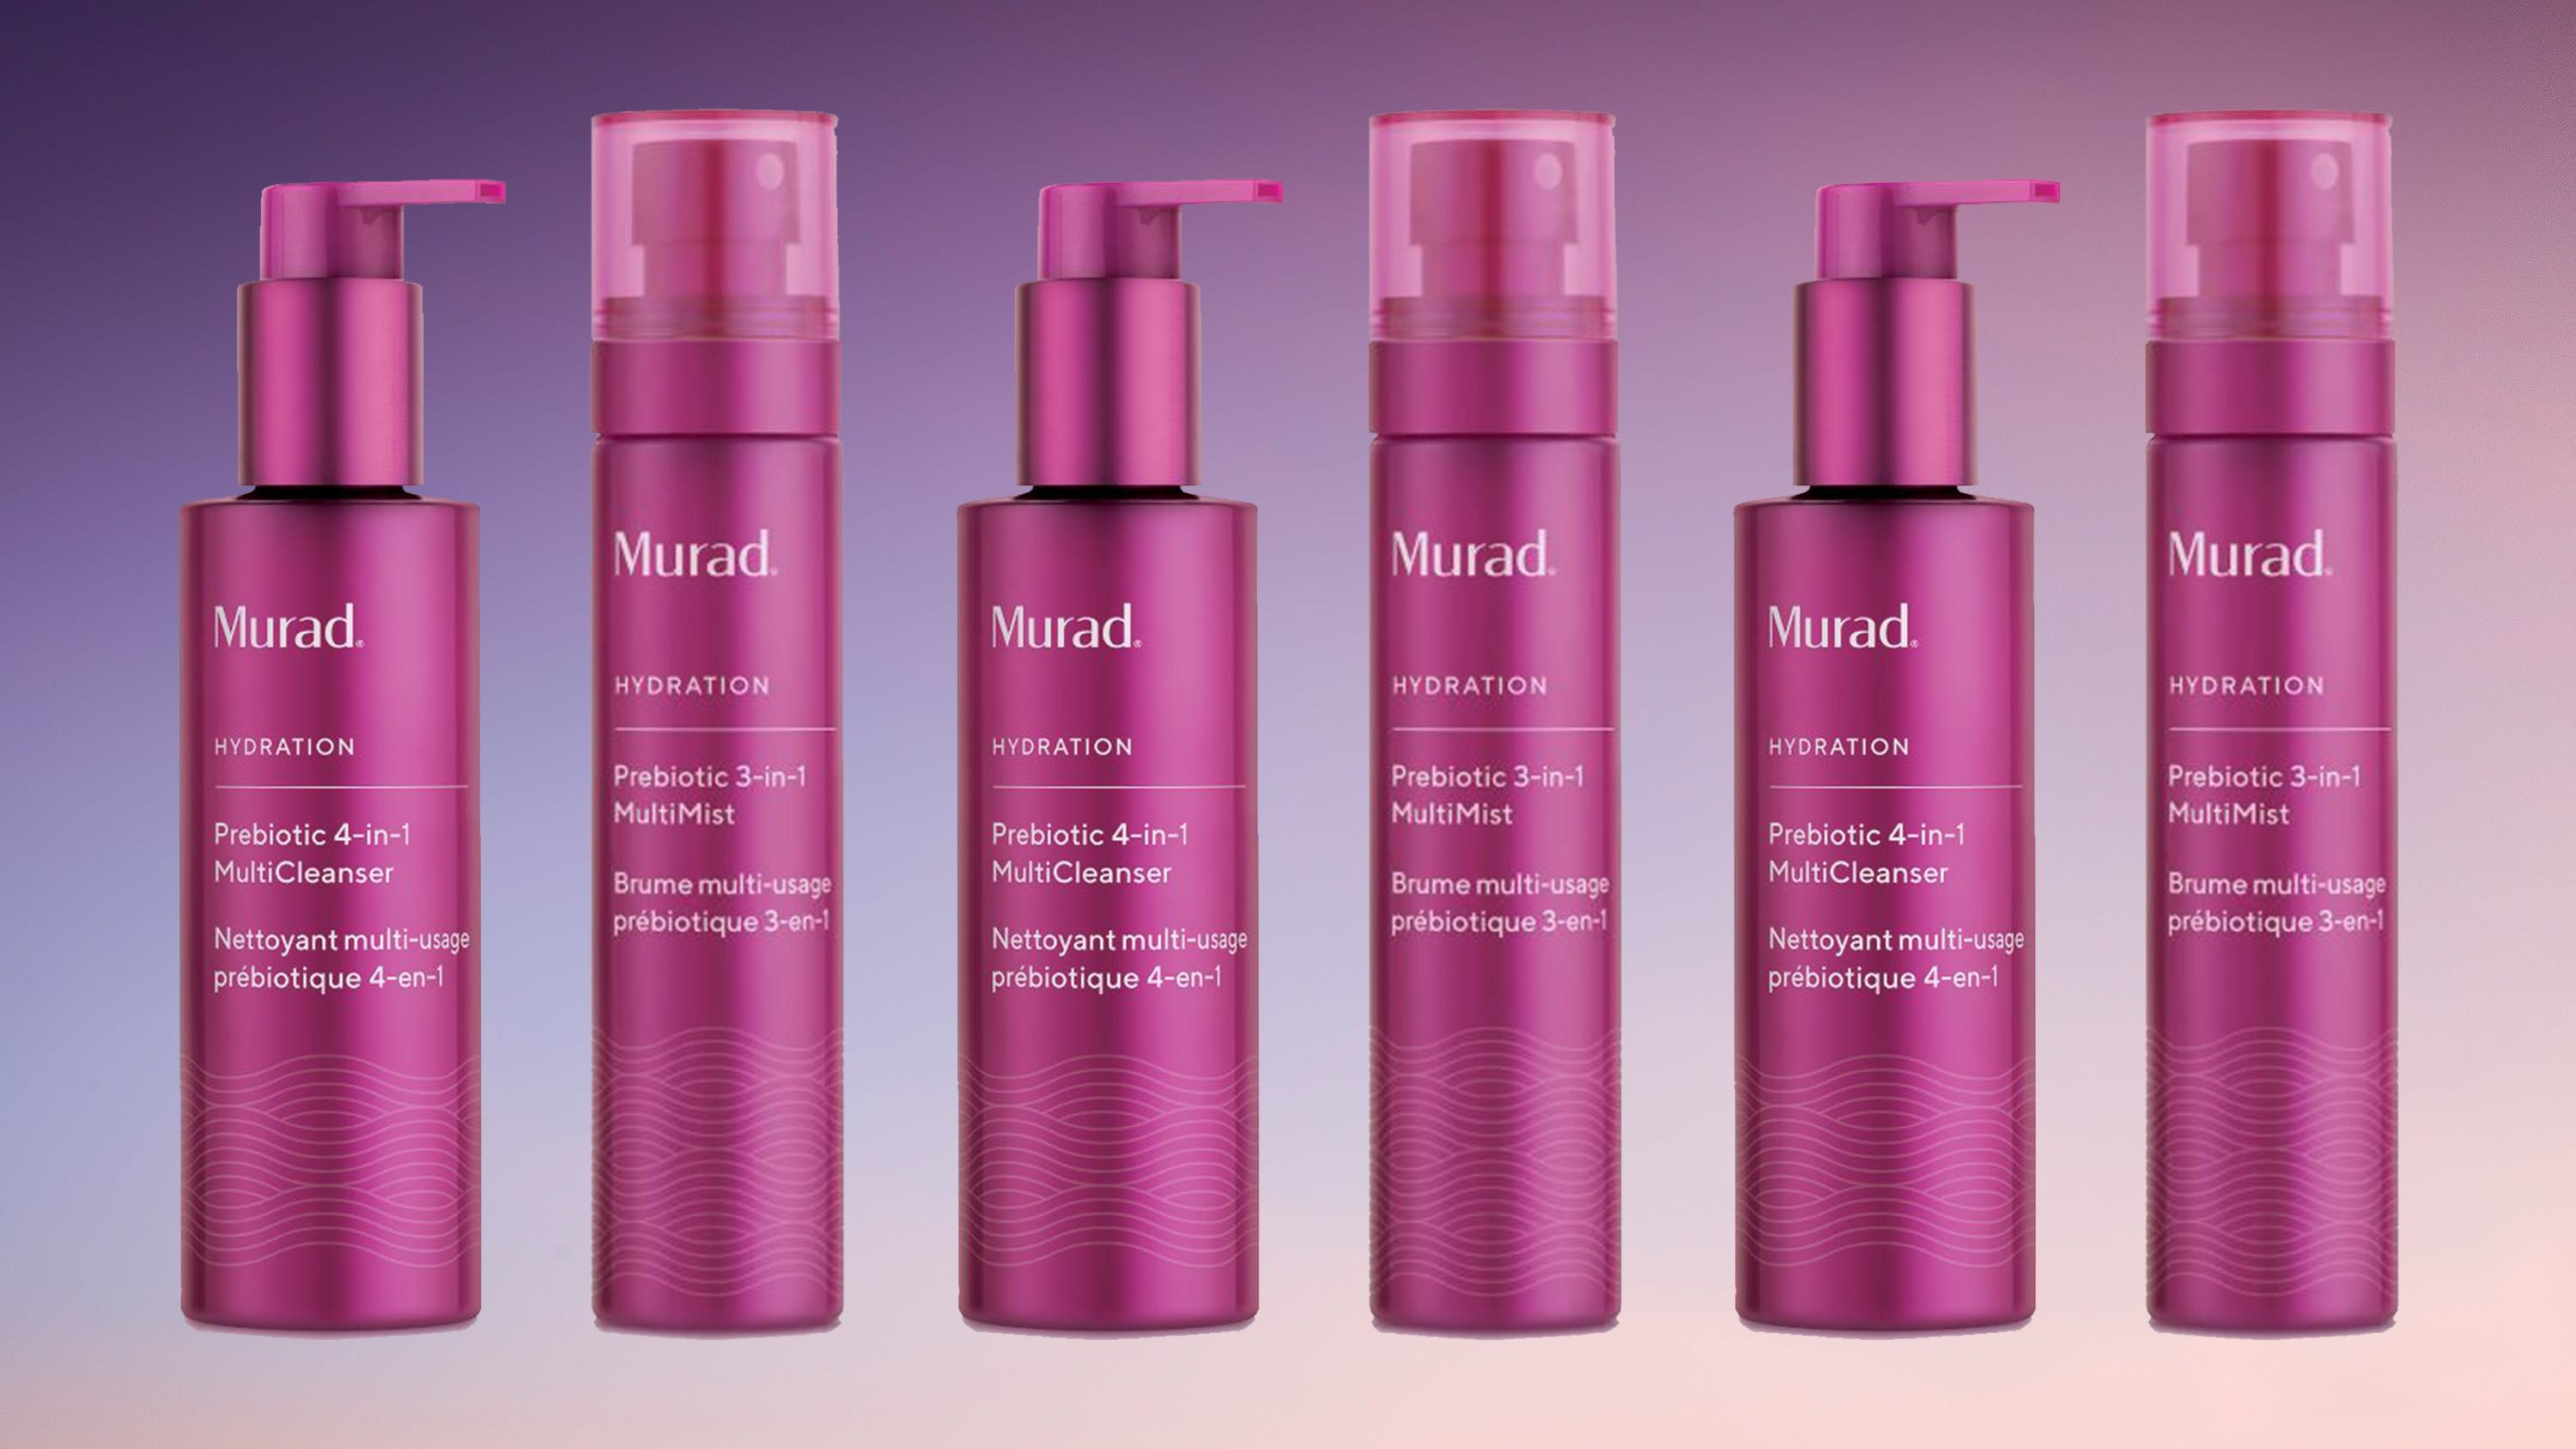 Murad®
HYDRATION
Prebiotic 4-in-1
MultiCleanser
Nettoyant multi-usage
prébiotique 4-en-1
Murad®
HYDRATION
Prebiotic 3-in-1
MultiMist
Brume multi-usage
prébiotique 3-en-1
Murad®
HYDRATION
Prebiotic 4-in-1
MultiCleanser
Nettoyant multi-usage
prébiotique 4-en-1
Murad®
HYDRATION
Prebiotic 3-in-1
MultiMist
Brume multi-usage
prébiotique 3-en-1
Murad®
HYDRATION
Prebiotic 4-in-1
MultiCleanser
Nettoyant multi-usage
prébiotique 4-en-1
Murad®
HYDRATION
Prebiotic 3-in-1
MultiMist
Brume multi-usage
prébiotique 3-en-1